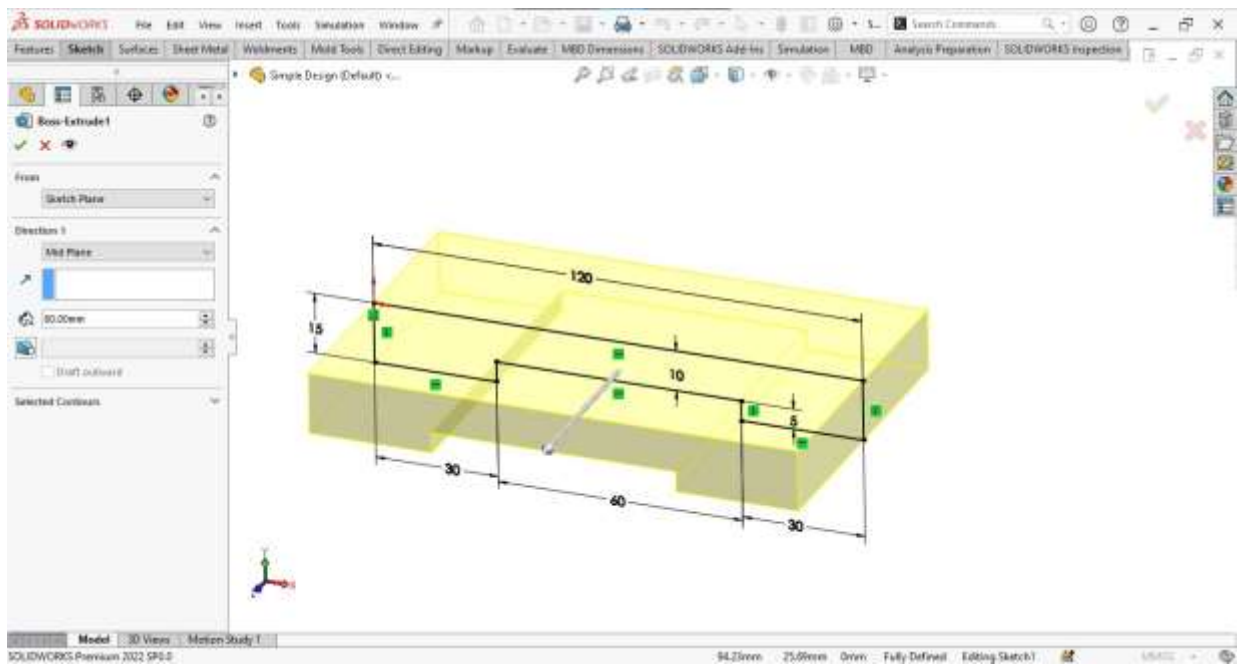 SOLIDWORKS File Edit View Insert Tools Simulation Window S... Search Commands
Features Sketch Surfaces Sheet Metal Weldments Mold Tools Direct Editing Markup Evaluate MBD Dimensions SOLIDWORKS Add-Ins Simulation MBD Analysis Preparation SOLIDWORKS Inspection
Simple Design (Default) <...
Boss-Extrude1
From
Sketch Plane
Direction 1
Mid Plane
80.00mm
Draft outward
Selected Contours
120
15
10
5
30
60
30
Model 3D Views Motion Study 1
SOLIDWORKS Premium 2022 SP0.0 94.23mm 25.69mm 0mm Fully Defined Editing Sketch1